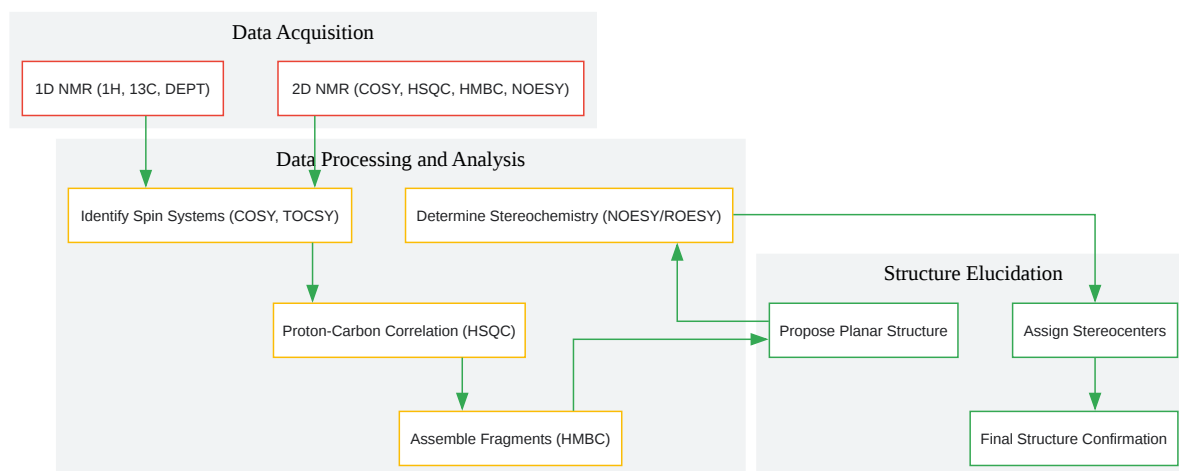 Data Acquisition
1D NMR (1H, 13C, DEPT)
2D NMR (COSY, HSQC, HMBC, NOESY)
Data Processing and Analysis
Identify Spin Systems (COSY, TOCSY)
Determine Stereochemistry (NOESY/ROESY)
Structure Elucidation
Proton-Carbon Correlation (HSQC)
Propose Planar Structure
Assign Stereocenters
Assemble Fragments (HMBC)
Final Structure Confirmation